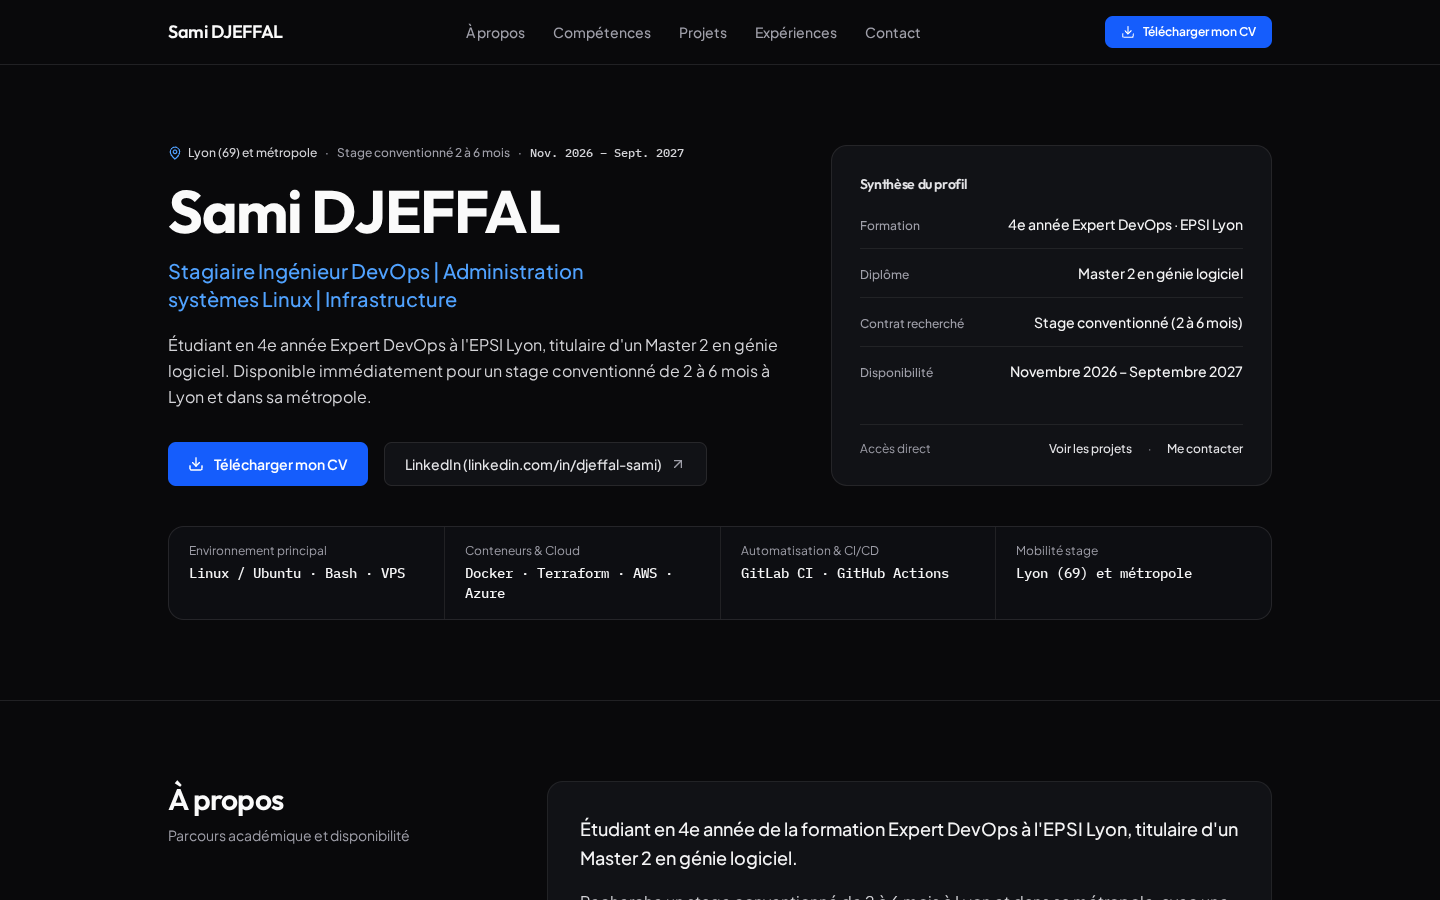 Sami DJEFFAL
À propos
Compétences
Projets
Expériences
Contact
Télécharger mon CV
Lyon (69) et métropole · Stage conventionné 2 à 6 mois · Nov. 2026 – Sept. 2027
Sami DJEFFAL
Stagiaire Ingénieur DevOps | Administration
systèmes Linux | Infrastructure
Étudiant en 4e année Expert DevOps à l'EPSI Lyon, titulaire d'un Master 2 en génie
logiciel. Disponible immédiatement pour un stage conventionné de 2 à 6 mois à
Lyon et dans sa métropole.
Télécharger mon CV
LinkedIn (linkedin.com/in/djeffal-sami)
Synthèse du profil
Formation
4e année Expert DevOps · EPSI Lyon
Diplôme
Master 2 en génie logiciel
Contrat recherché
Stage conventionné (2 à 6 mois)
Disponibilité
Novembre 2026 – Septembre 2027
Accès direct
Voir les projets · Me contacter
Environnement principal
Linux / Ubuntu · Bash · VPS
Conteneurs & Cloud
Docker · Terraform · AWS ·
Azure
Automatisation & CI/CD
GitLab CI · GitHub Actions
Mobilité stage
Lyon (69) et métropole
À propos
Parcours académique et disponibilité
Étudiant en 4e année de la formation Expert DevOps à l'EPSI Lyon, titulaire d'un
Master 2 en génie logiciel.